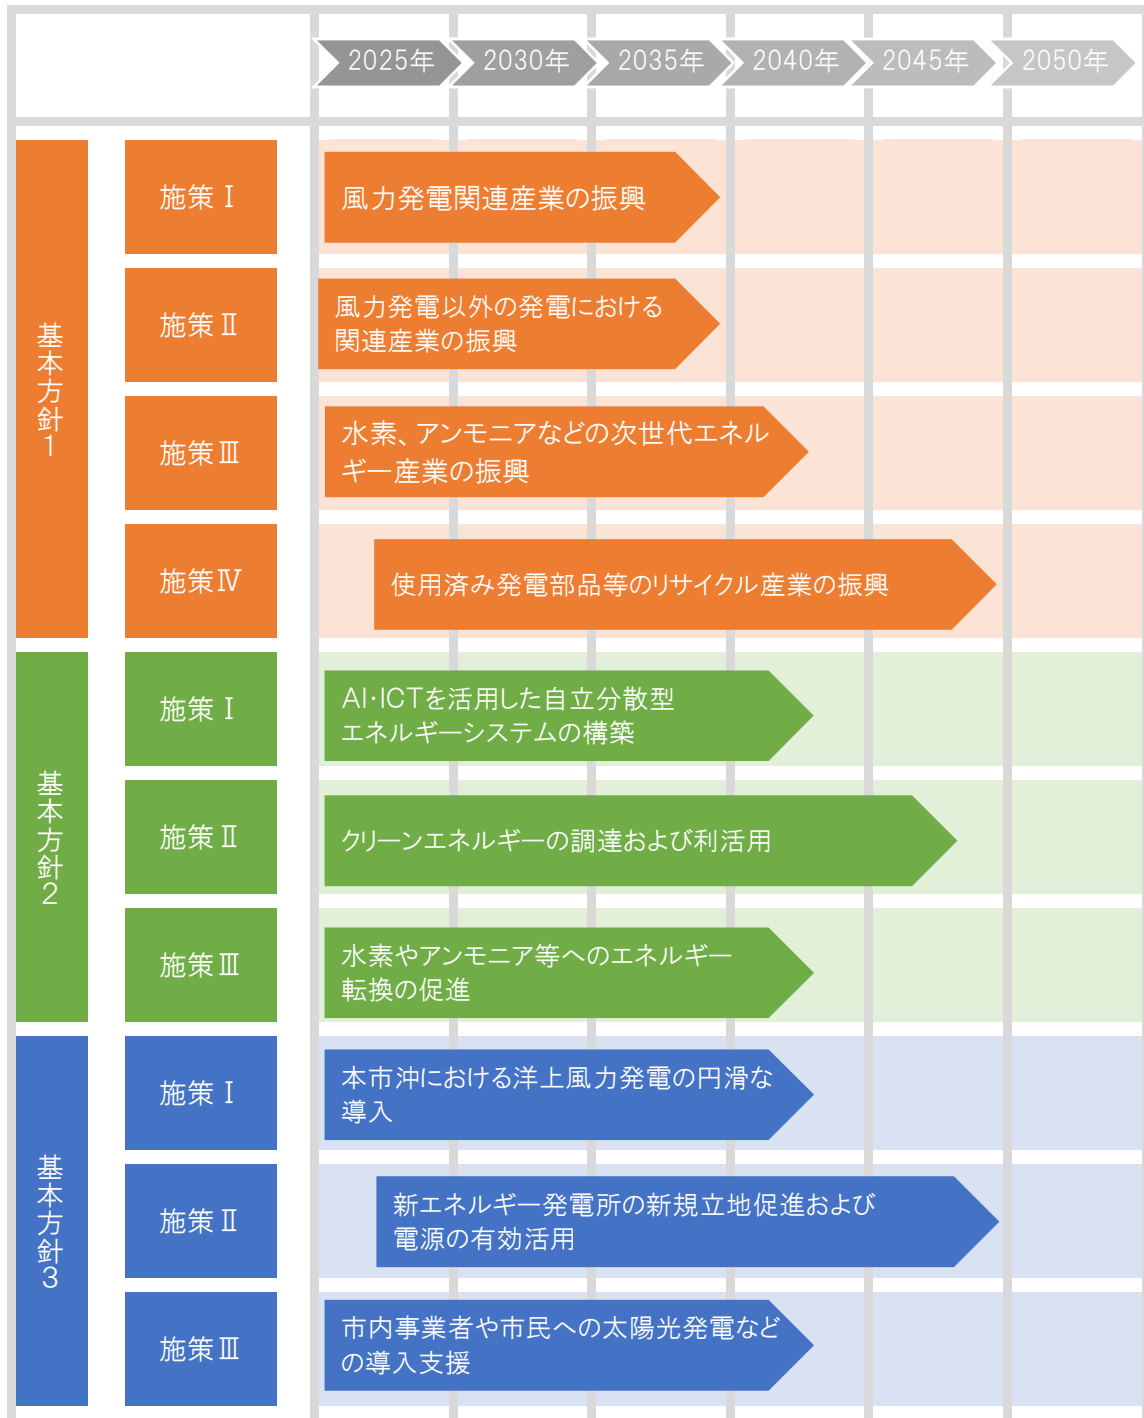 2025年 2030年 2035年 2040年 2045年 2050年
基本方針1
施策Ⅰ
風力発電関連産業の振興
施策Ⅱ
風力発電以外の発電における
関連産業の振興
施策Ⅲ
水素、アンモニアなどの次世代エネル
ギー産業の振興
施策Ⅳ
使用済み発電部品等のリサイクル産業の振興
基本方針2
施策Ⅰ
AI・ICTを活用した自立分散型
エネルギーシステムの構築
施策Ⅱ
クリーンエネルギーの調達および利活用
施策Ⅲ
水素やアンモニア等へのエネルギー
転換の促進
基本方針3
施策Ⅰ
本市沖における洋上風力発電の円滑な
導入
施策Ⅱ
新エネルギー発電所の新規立地促進および
電源の有効活用
施策Ⅲ
市内事業者や市民への太陽光発電など
の導入支援